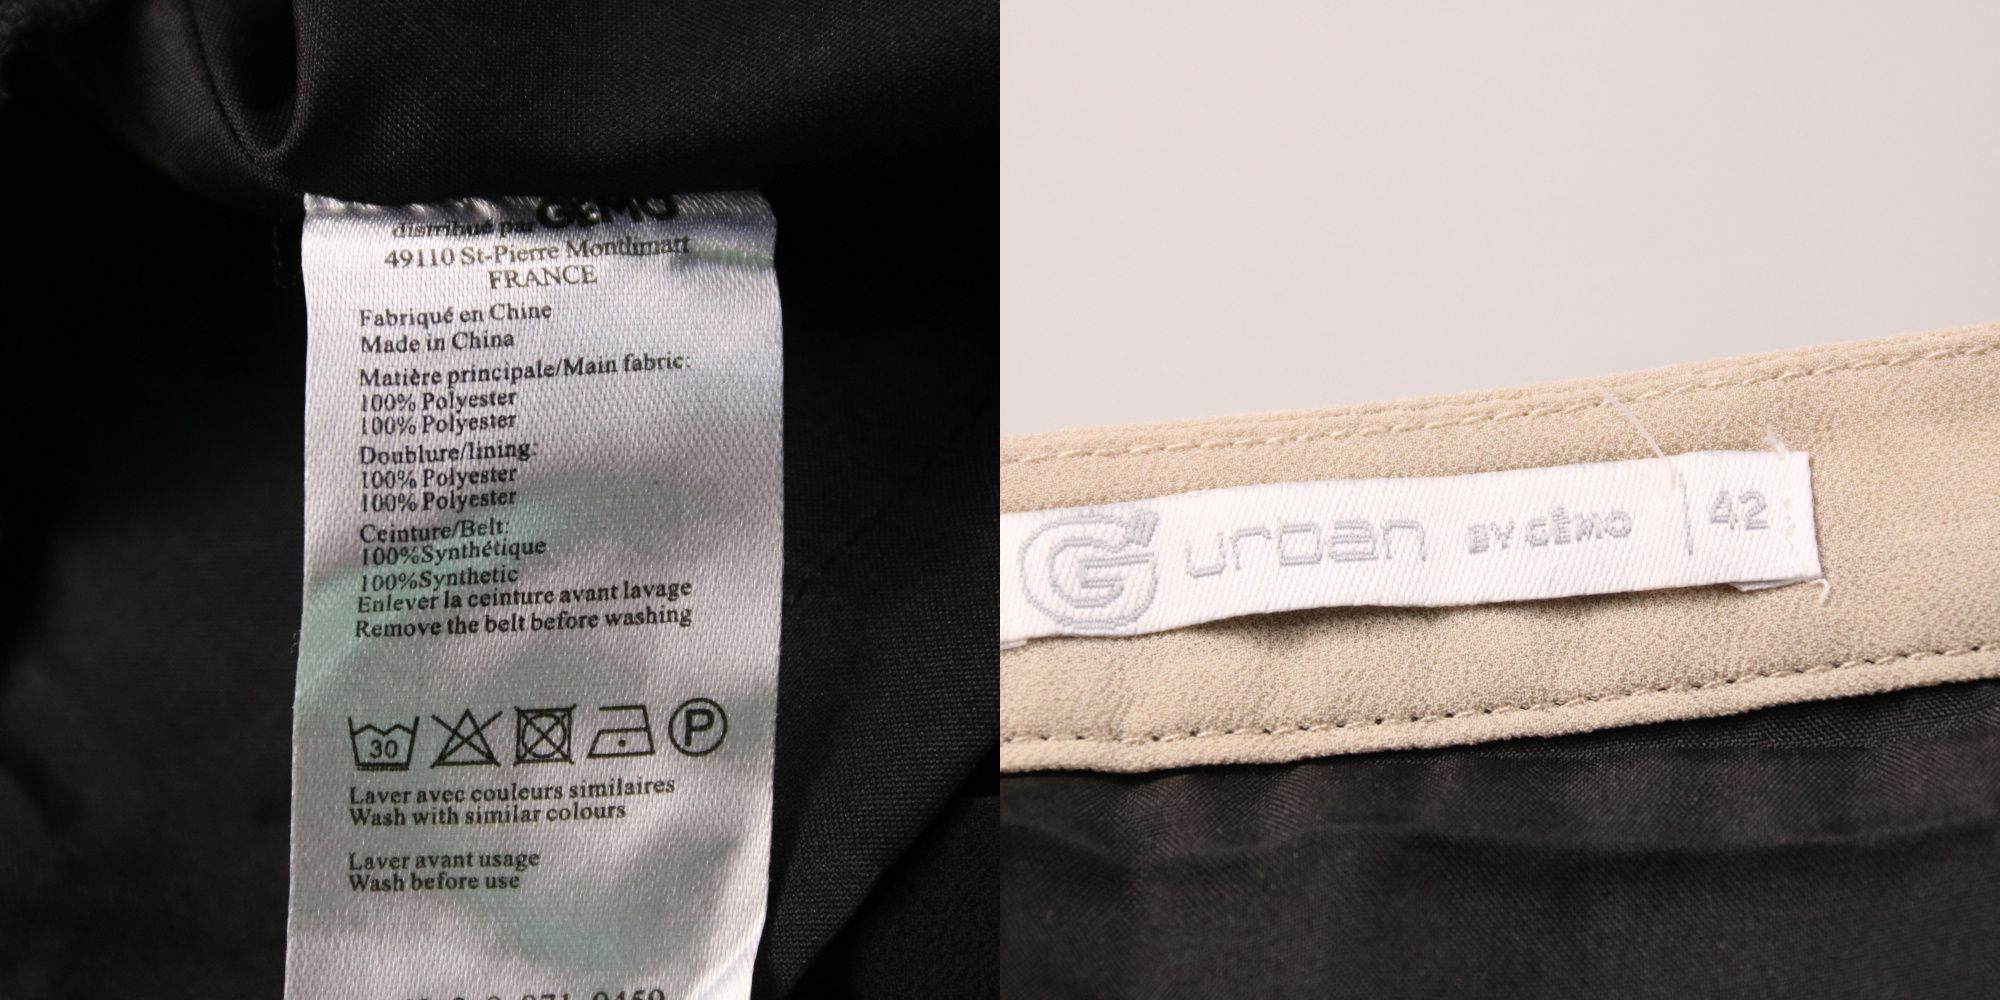 distribué par GÉMO
49110 St-Pierre Montlimart
FRANCE
Fabriqué en Chine
Made in China
Matière principale/Main fabric:
100% Polyester
100% Polyester
Doublure/lining:
100% Polyester
100% Polyester
Ceinture/Belt:
100%Synthétique
100%Synthetic
Enlever la ceinture avant lavage
Remove the belt before washing
30 P
Laver avec couleurs similaires
Wash with similar colours
Laver avant usage
Wash before use
G urban BY GÉMO 42